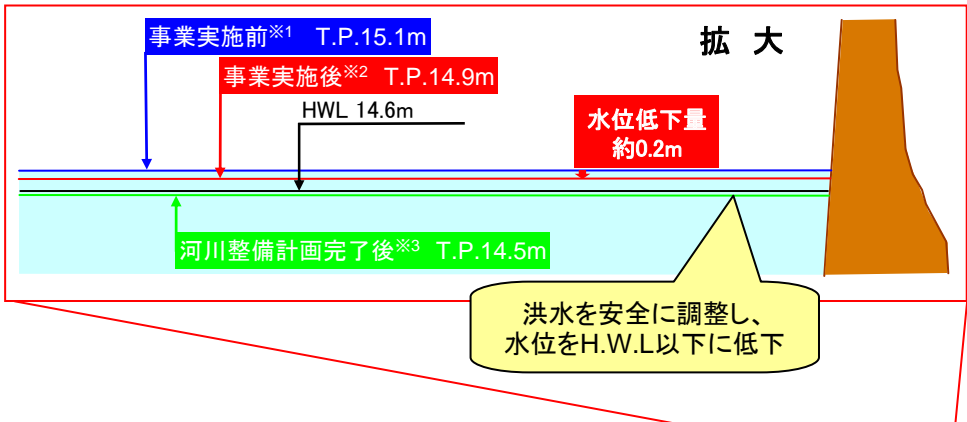 事業実施前※1 T.P.15.1m
拡 大
事業実施後※2 T.P.14.9m
HWL 14.6m
水位低下量
約0.2m
河川整備計画完了後※3 T.P.14.5m
洪水を安全に調整し、
水位をH.W.L以下に低下